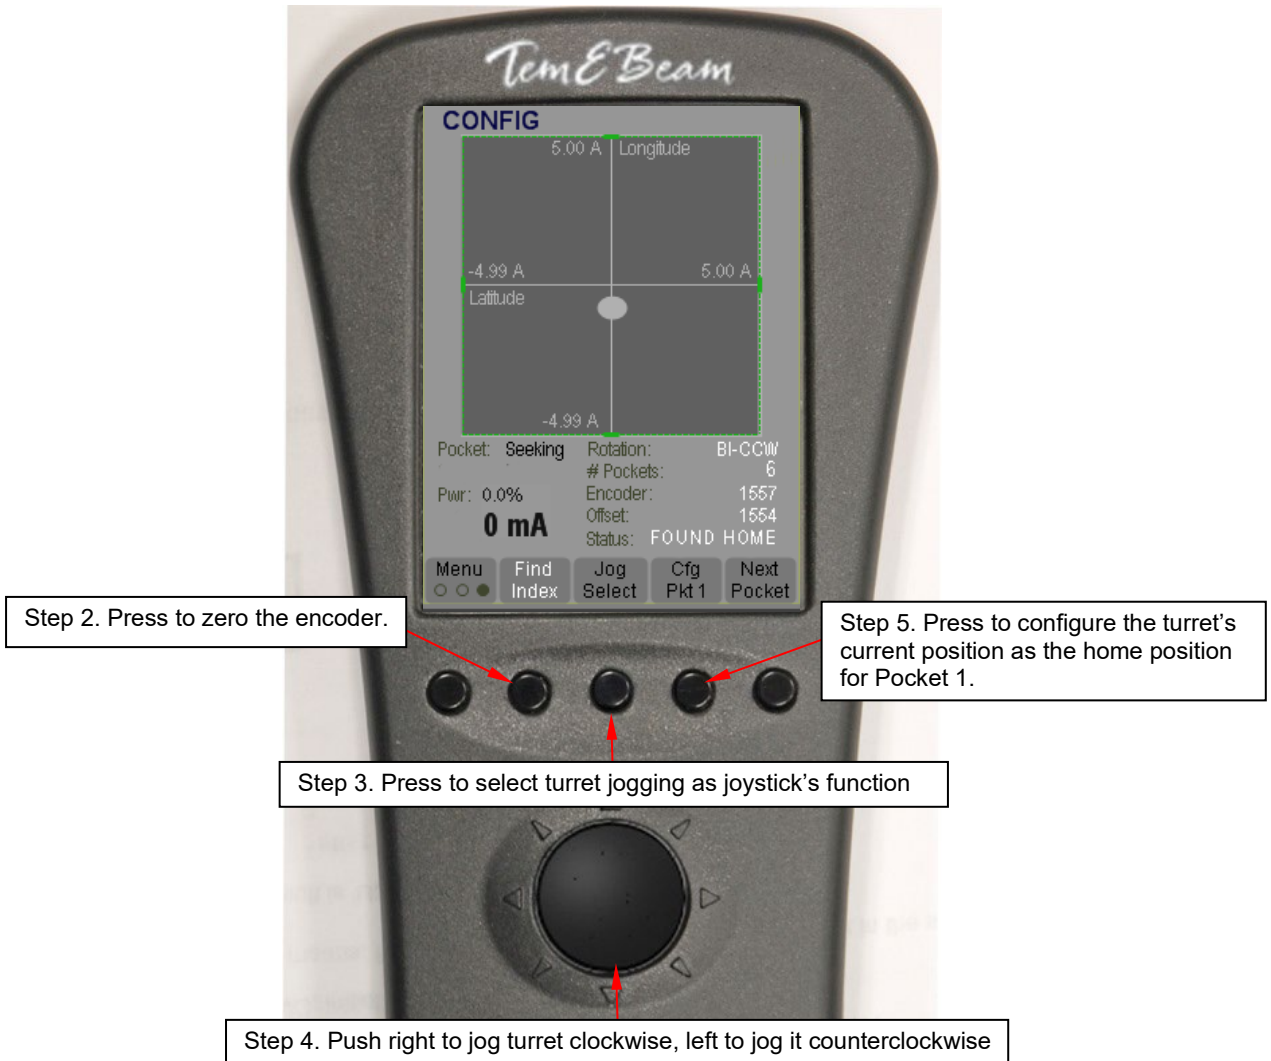 Tem E Beam
CONFIG
5.00 A Longitude
-4.99 A 5.00 A
Latitude
-4.99 A
Pocket: Seeking Rotation: BI-CCW
# Pockets: 6
Pwr: 0.0% Encoder: 1557
0 mA Offset: 1554
Status: FOUND HOME
Menu Find Jog Cfg Next
Index Select Pkt 1 Pocket
Step 2. Press to zero the encoder.
Step 5. Press to configure the turret's
current position as the home position
for Pocket 1.
Step 3. Press to select turret jogging as joystick's function
Step 4. Push right to jog turret clockwise, left to jog it counterclockwise